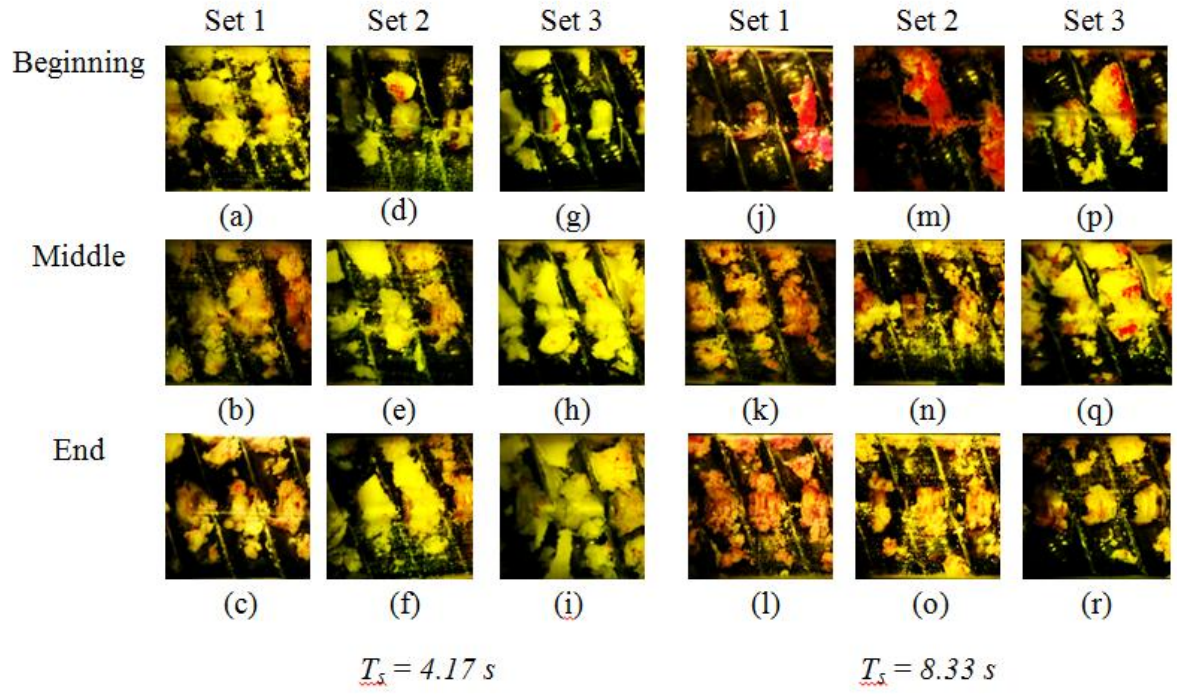 Set 1 Set 2 Set 3 Set 1 Set 2 Set 3
Beginning
(a) (d) (g) (j) (m) (p)
Middle
(b) (e) (h) (k) (n) (q)
End
(c) (f) (i) (l) (o) (r)
Ts = 4.17 s Ts = 8.33 s